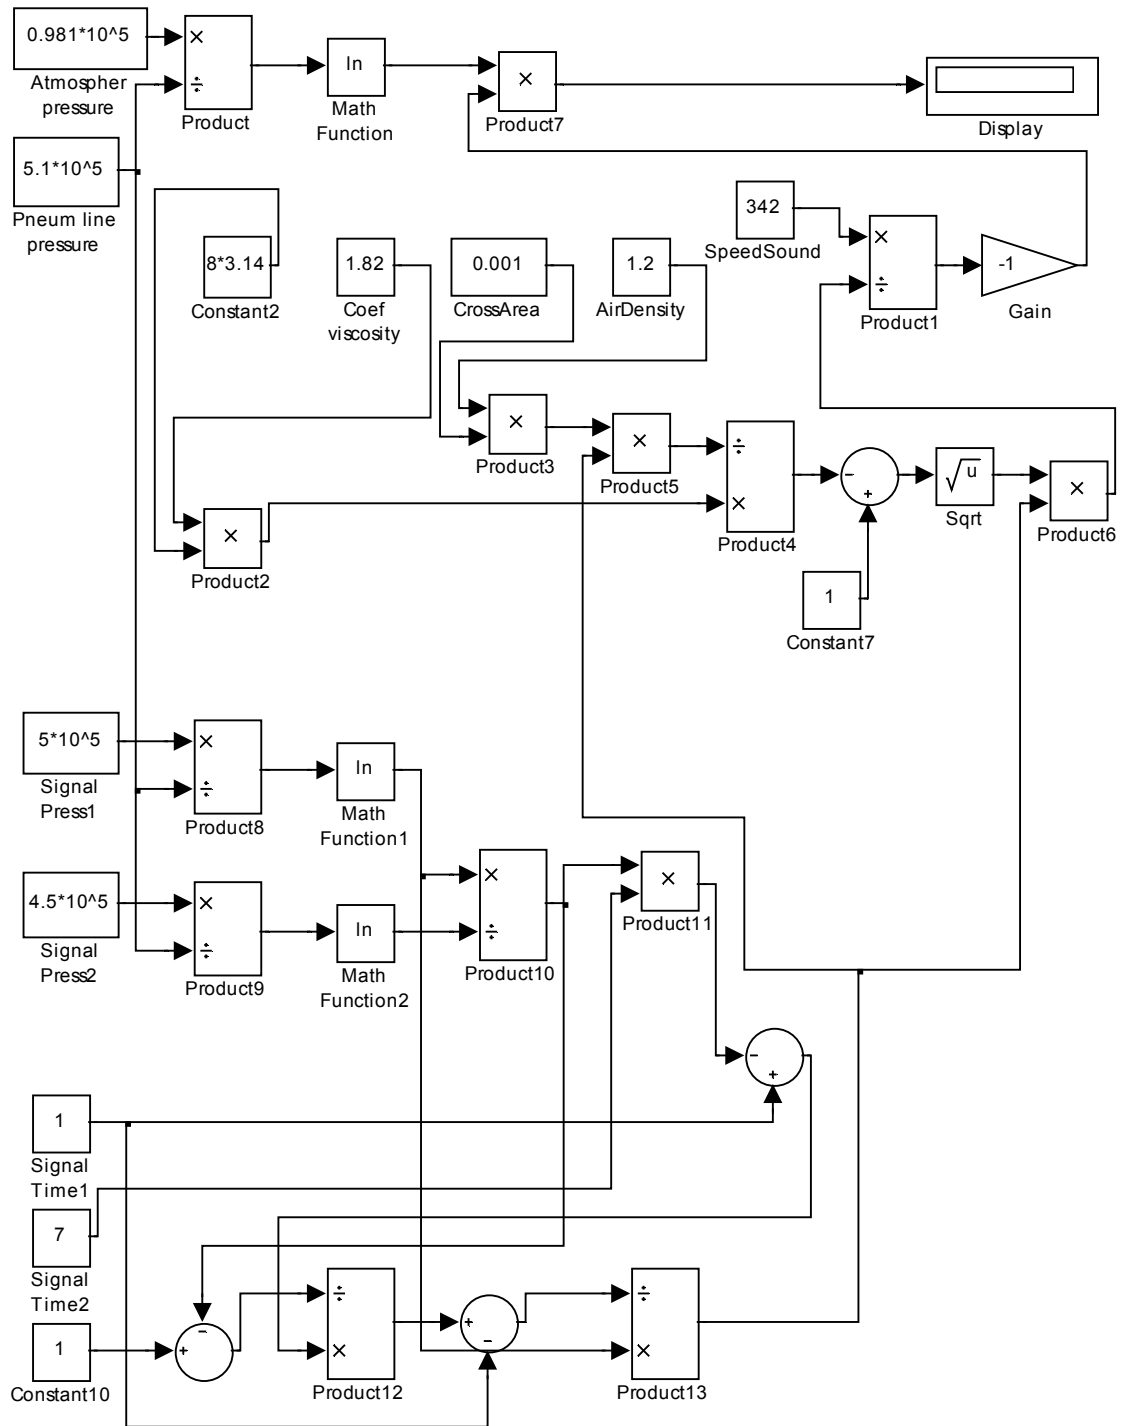 0.981*10^5
Atmospher
pressure
×
÷
Product
ln
Math
Function
×
Product7
Display
5.1*10^5
Pneum line
pressure
342
SpeedSound
×
÷
Product1
-1
Gain
8*3.14
Constant2
1.82
Coef
viscosity
0.001
CrossArea
1.2
AirDensity
×
Product3
×
Product5
÷
×
Product4
-
+
√u
Sqrt
×
Product6
×
Product2
1
Constant7
5*10^5
Signal
Press1
×
÷
Product8
ln
Math
Function1
4.5*10^5
Signal
Press2
×
÷
Product9
ln
Math
Function2
×
÷
Product10
×
Product11
-
+
1
Signal
Time1
7
Signal
Time2
1
Constant10
-
+
÷
×
Product12
+
-
÷
×
Product13